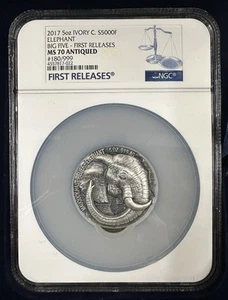 2017 5oz IVORY C. S5000F
ELEPHANT
BIG FIVE - FIRST RELEASES
MS 70 ANTIQUED
#180/999
FIRST RELEASES
NGC